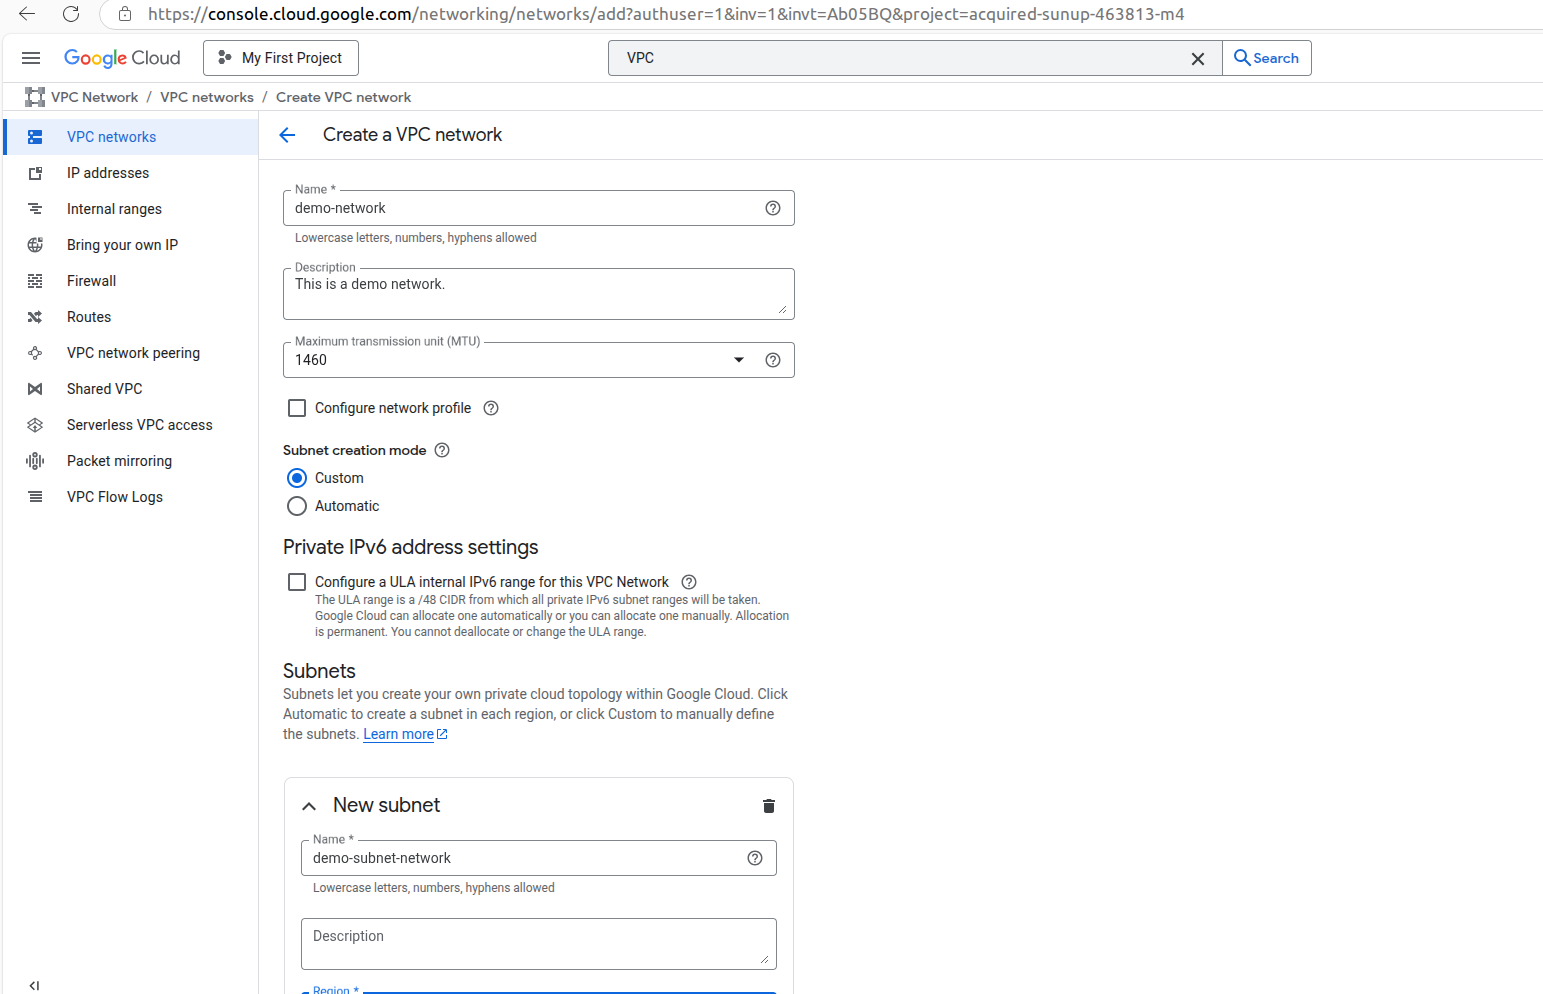 https://console.cloud.google.com/networking/networks/add?authuser=1&inv=1&invt=Ab05BQ&project=acquired-sunup-463813-m4
Google Cloud
My First Project
VPC
Search
VPC Network / VPC networks / Create VPC network
VPC networks
IP addresses
Internal ranges
Bring your own IP
Firewall
Routes
VPC network peering
Shared VPC
Serverless VPC access
Packet mirroring
VPC Flow Logs
Create a VPC network
Name *
demo-network
Lowercase letters, numbers, hyphens allowed
Description
This is a demo network.
Maximum transmission unit (MTU)
1460
Configure network profile
Subnet creation mode
Custom
Automatic
Private IPv6 address settings
Configure a ULA internal IPv6 range for this VPC Network
The ULA range is a /48 CIDR from which all private IPv6 subnet ranges will be taken.
Google Cloud can allocate one automatically or you can allocate one manually. Allocation
is permanent. You cannot deallocate or change the ULA range.
Subnets
Subnets let you create your own private cloud topology within Google Cloud. Click
Automatic to create a subnet in each region, or click Custom to manually define
the subnets. Learn more
New subnet
Name *
demo-subnet-network
Lowercase letters, numbers, hyphens allowed
Description
Region *